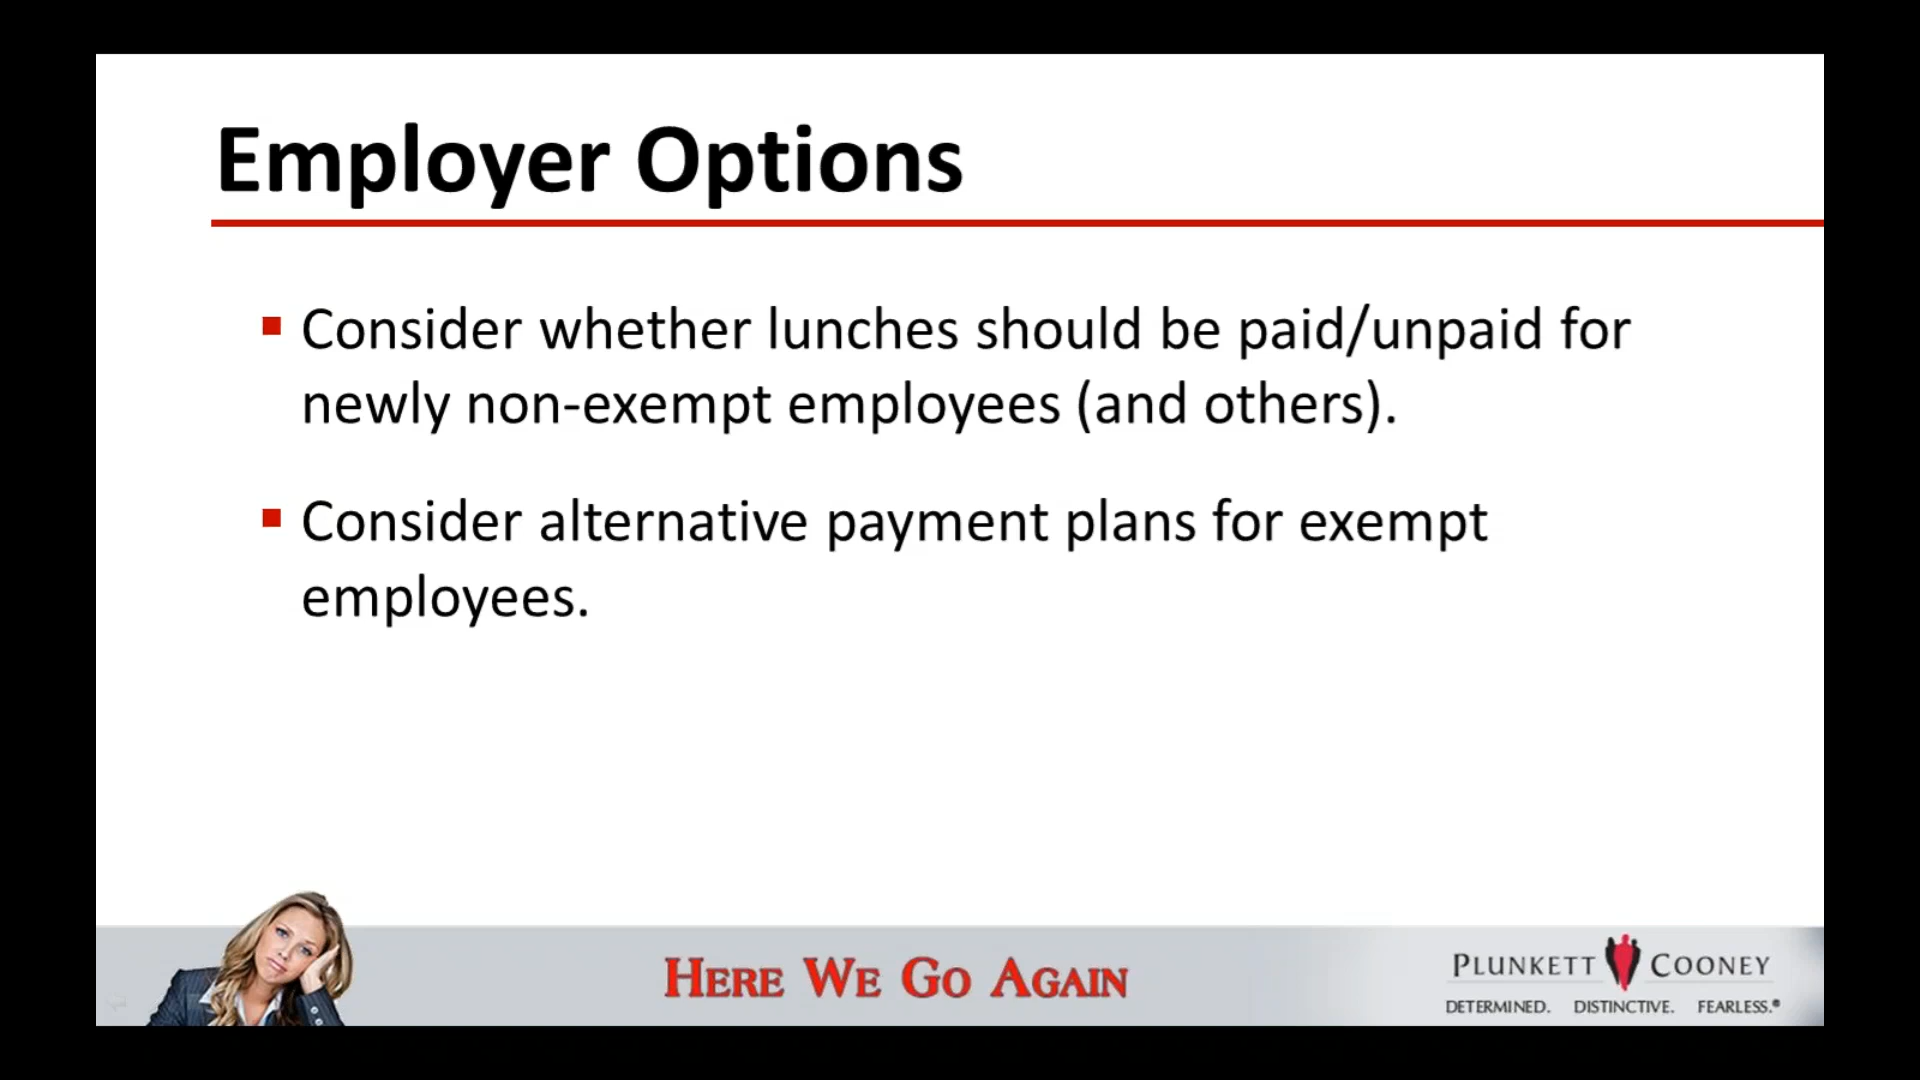 Employer Options
Consider whether lunches should be paid/unpaid for
newly non-exempt employees (and others).
Consider alternative payment plans for exempt
employees.
HERE WE GO AGAIN
PLUNKETT COONEY
DETERMINED. DISTINCTIVE. FEARLESS.®